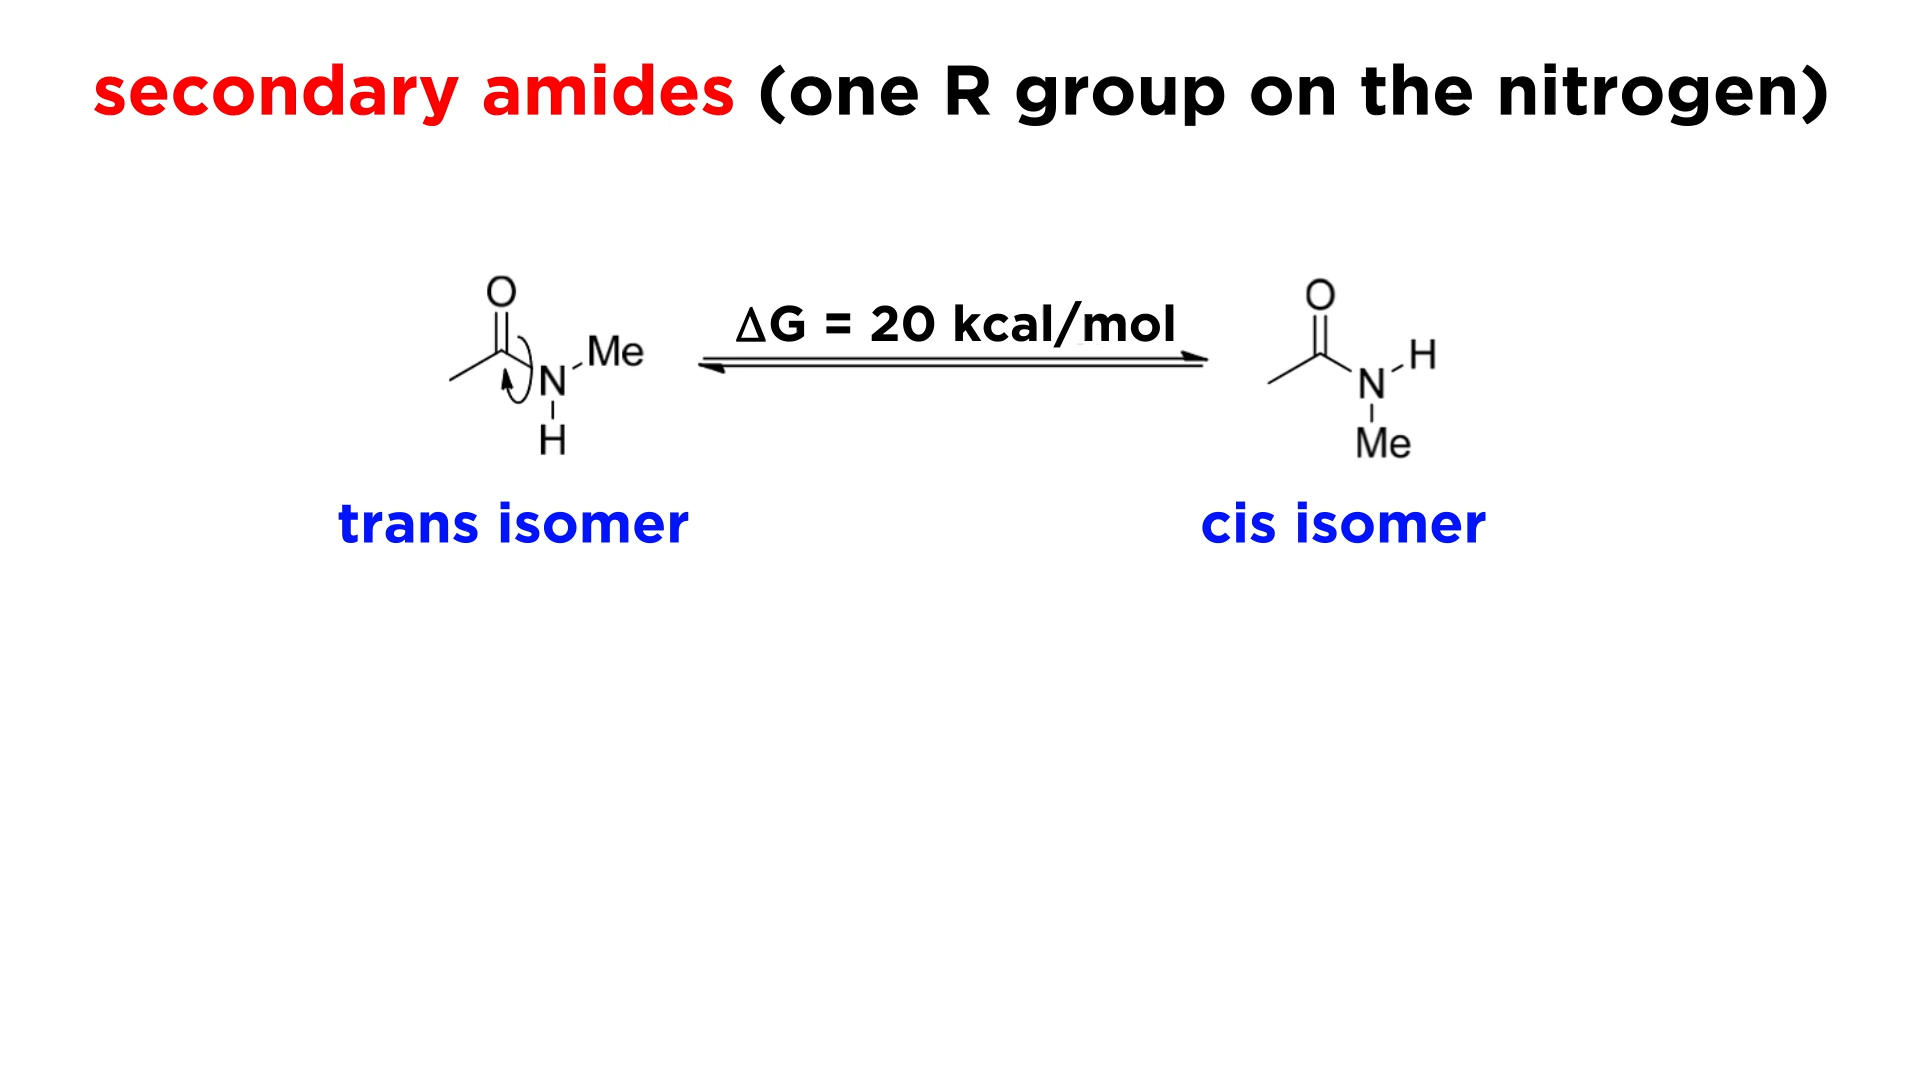 secondary amides (one R group on the nitrogen)
O
N
Me
H
ΔG = 20 kcal/mol
O
H
N
Me
trans isomer
cis isomer